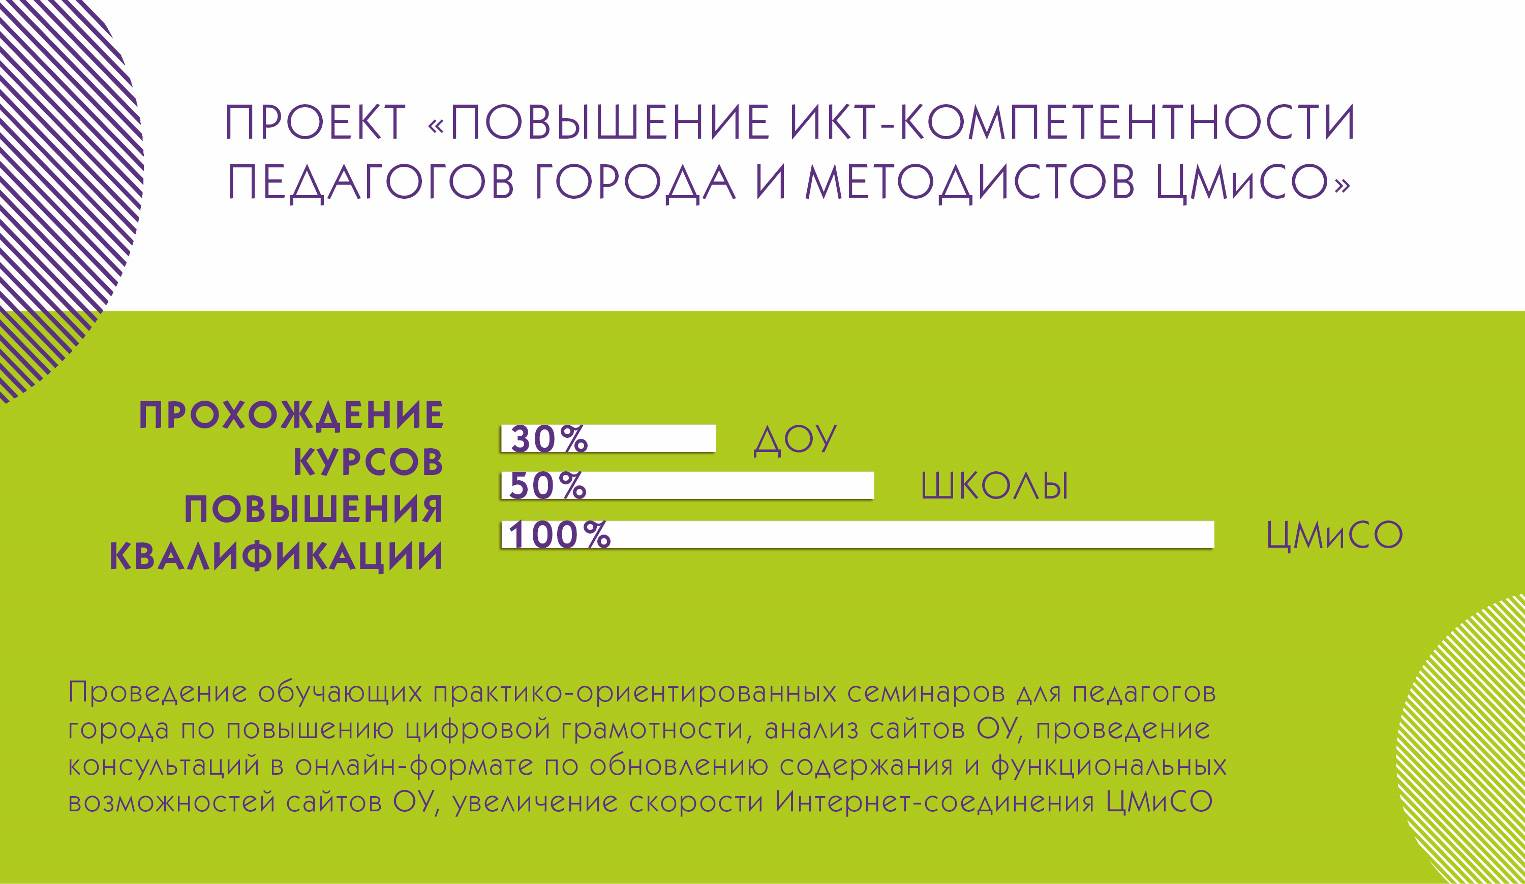 ПРОЕКТ «ПОВЫШЕНИЕ ИКТ-КОМПЕТЕНТНОСТИ
ПЕДАГОГОВ ГОРОДА И МЕТОДИСТОВ ЦМиСО»
ПРОХОЖДЕНИЕ
КУРСОВ
ПОВЫШЕНИЯ
КВАЛИФИКАЦИИ
30% ДОУ
50% ШКОЛЫ
100% ЦМиСО
Проведение обучающих практико-ориентированных семинаров для педагогов
города по повышению цифровой грамотности, анализ сайтов ОУ, проведение
консультаций в онлайн-формате по обновлению содержания и функциональных
возможностей сайтов ОУ, увеличение скорости Интернет-соединения ЦМиСО